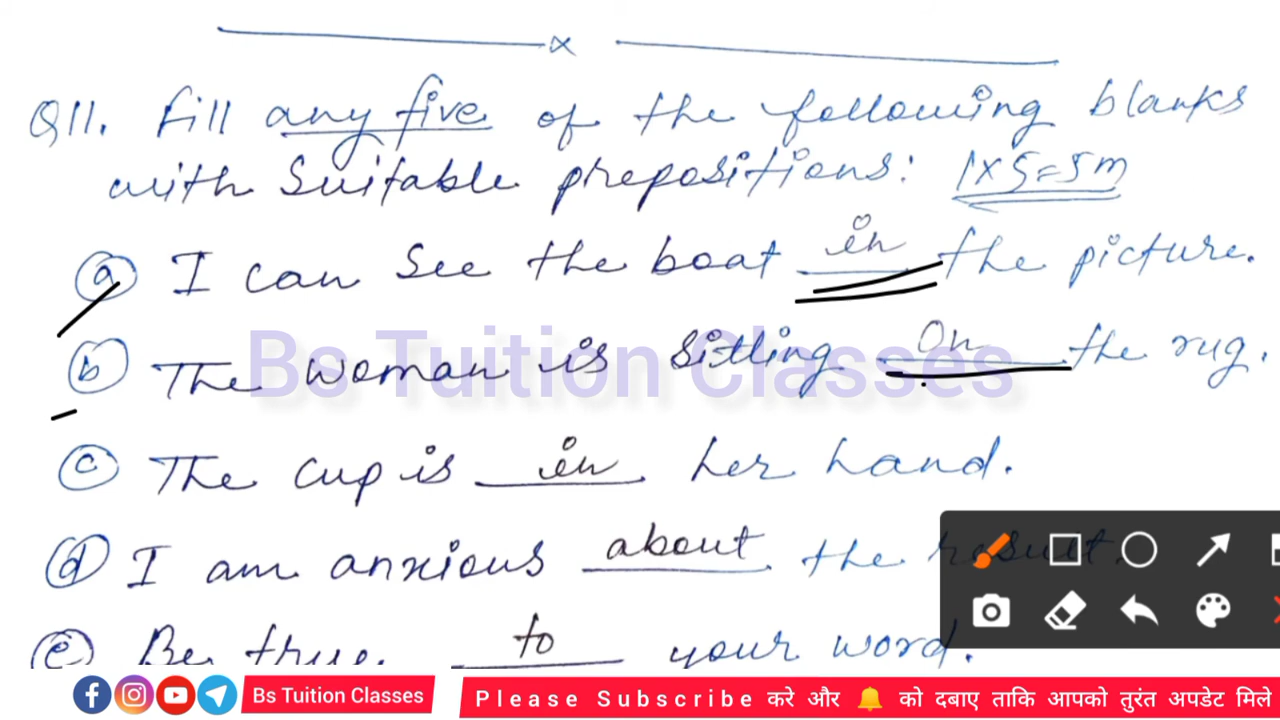 Q11. Fill any five of the following blanks
with suitable prepositions: 1x5=5m
a I can see the boat in the picture.
b The woman is sitting On the rug.
Bs Tuition Classes
c The cup is in her hand.
d I am anxious about the result.
e Be true to your word.
Bs Tuition Classes
Please Subscribe करे और 🔔 को दबाए ताकि आपको तुरंत अपडेट मिले